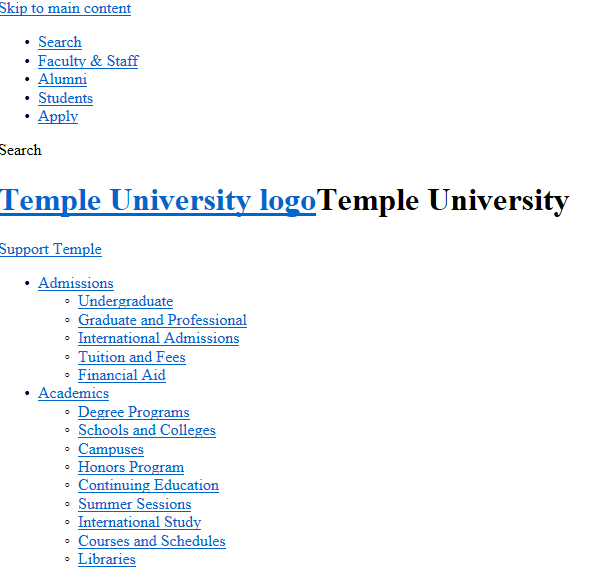 Skip to main content
Search
Faculty & Staff
Alumni
Students
Apply
Search
Temple University logoTemple University
Support Temple
Admissions
Undergraduate
Graduate and Professional
International Admissions
Tuition and Fees
Financial Aid
Academics
Degree Programs
Schools and Colleges
Campuses
Honors Program
Continuing Education
Summer Sessions
International Study
Courses and Schedules
Libraries